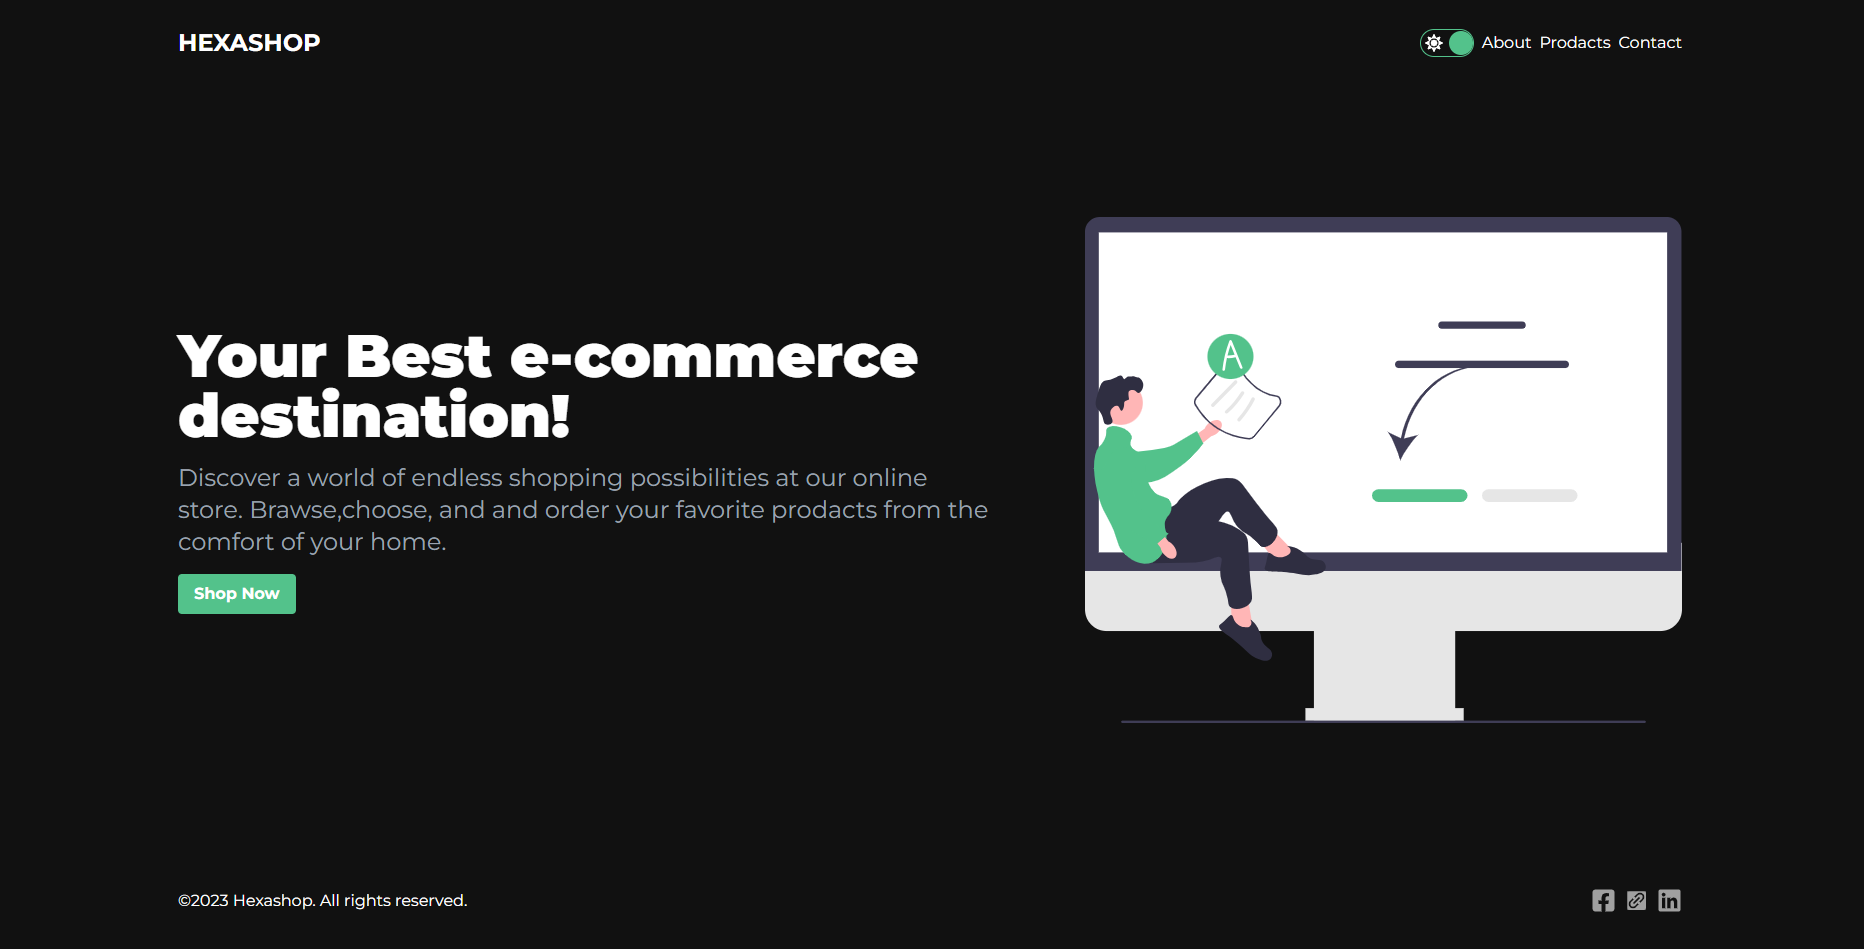 HEXASHOP
About Prodacts Contact
Your Best e-commerce
destination!
Discover a world of endless shopping possibilities at our online
store. Brawse,choose, and and order your favorite prodacts from the
comfort of your home.
Shop Now
A
©2023 Hexashop. All rights reserved.